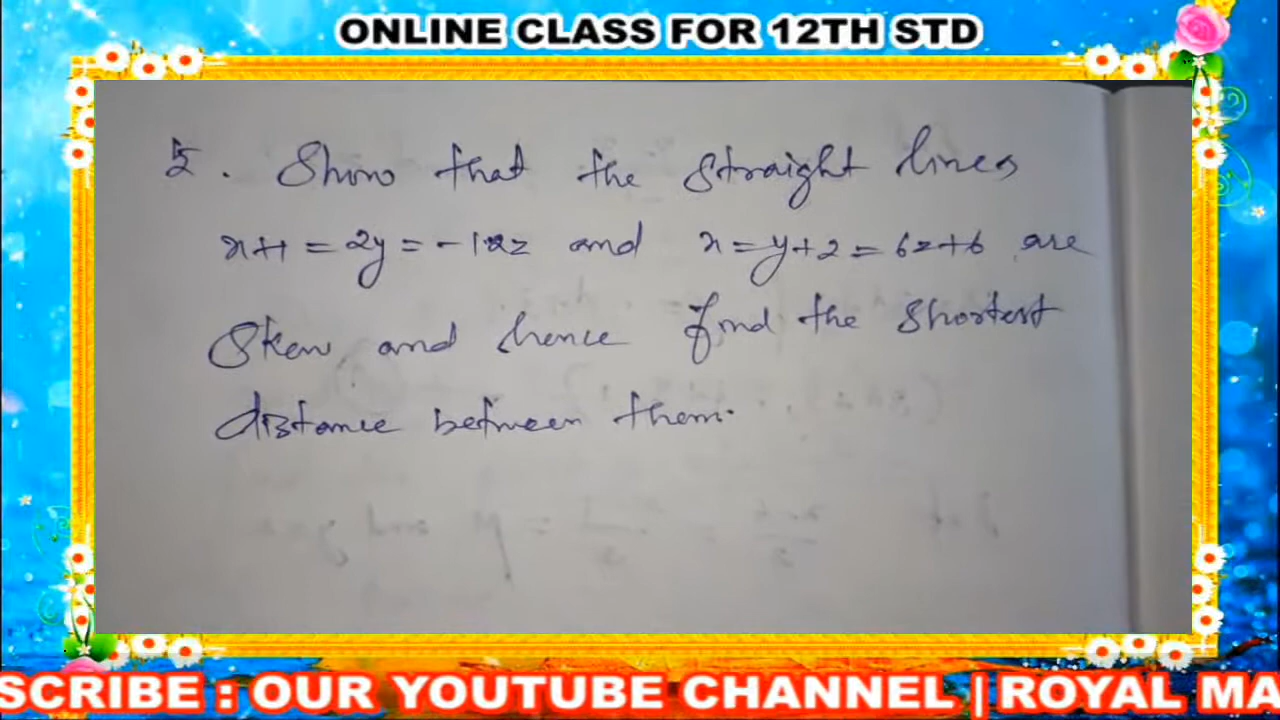 ONLINE CLASS FOR 12TH STD
5. Show that the straight lines
x+1 = 2y = -12z and x = y+2 = 6z+6 are
Skew and hence find the shortest
distance between them.
SCRIBE : OUR YOUTUBE CHANNEL | ROYAL MA